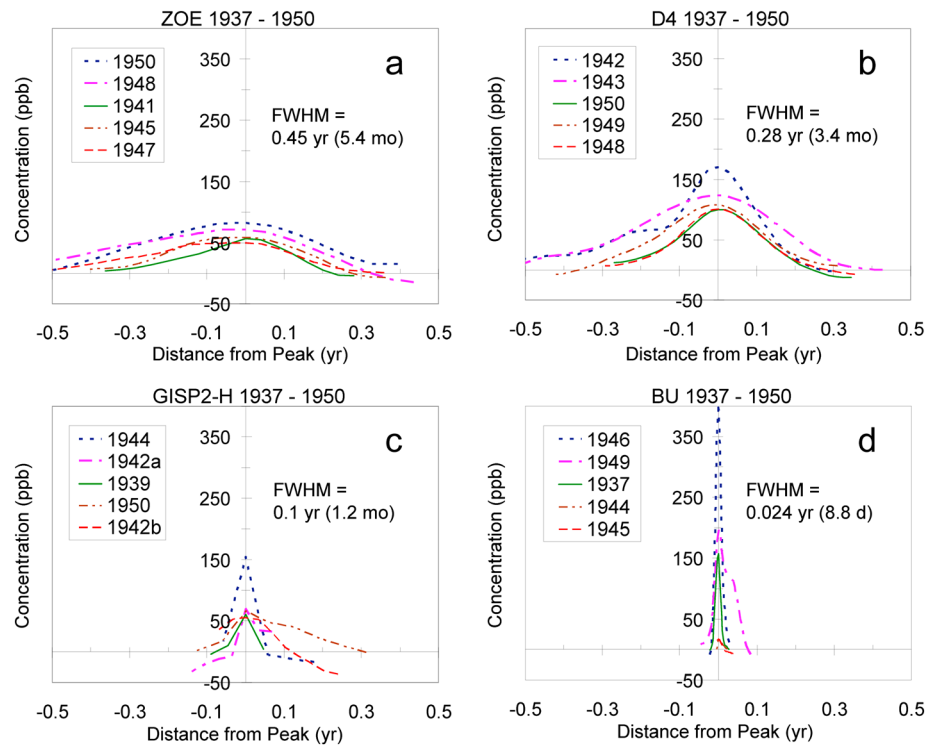 ZOE 1937 - 1950
Concentration (ppb)
350
250
150
50
-50
1950
1948
1941
1945
1947
a
FWHM =
0.45 yr (5.4 mo)
-0.5 -0.3 -0.1 0.1 0.3 0.5
Distance from Peak (yr)
D4 1937 - 1950
Concentration (ppb)
350
250
150
50
-50
1942
1943
1950
1949
1948
b
FWHM =
0.28 yr (3.4 mo)
-0.5 -0.3 -0.1 0.1 0.3 0.5
Distance from Peak (yr)
GISP2-H 1937 - 1950
Concentration (ppb)
350
250
150
50
-50
1944
1942a
1939
1950
1942b
c
FWHM =
0.1 yr (1.2 mo)
-0.5 -0.3 -0.1 0.1 0.3 0.5
Distance from Peak (yr)
BU 1937 - 1950
Concentration (ppb)
350
250
150
50
-50
1946
1949
1937
1944
1945
d
FWHM =
0.024 yr (8.8 d)
-0.5 -0.3 -0.1 0.1 0.3 0.5
Distance from Peak (yr)